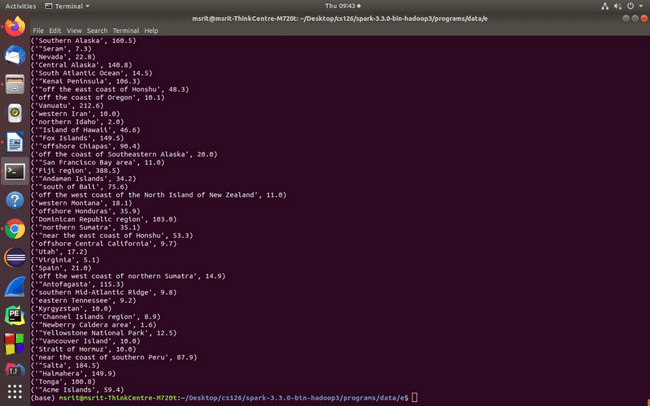 Activities Terminal Thu 09:43
msrit@msrit-ThinkCentre-M720t: ~/Desktop/cs126/spark-3.3.0-bin-hadoop3/programs/data/e
File Edit View Search Terminal Help
('Southern Alaska', 160.5)
('"Seram', 7.3)
('Nevada', 22.8)
('Central Alaska', 140.8)
('South Atlantic Ocean', 14.5)
('"Kenai Peninsula', 106.3)
('"off the east coast of Honshu', 48.3)
('off the coast of Oregon', 10.1)
('Vanuatu', 212.6)
('western Iran', 10.0)
('northern Idaho', 2.0)
('"Island of Hawaii', 46.6)
('"Fox Islands', 149.5)
('"offshore Chiapas', 90.4)
('off the coast of Southeastern Alaska', 20.0)
('"San Francisco Bay area', 11.0)
('Fiji region', 388.5)
('"Andaman Islands', 34.2)
('"south of Bali', 75.6)
('off the west coast of the North Island of New Zealand', 11.0)
('western Montana', 18.1)
('offshore Honduras', 35.9)
('Dominican Republic region', 103.0)
('"northern Sumatra', 35.1)
('"near the east coast of Honshu', 53.3)
('offshore Central California', 9.7)
('Utah', 17.2)
('Virginia', 5.1)
('Spain', 21.0)
('off the west coast of northern Sumatra', 14.9)
('"Antofagasta', 115.3)
('southern Mid-Atlantic Ridge', 9.8)
('eastern Tennessee', 9.2)
('Kyrgyzstan', 10.0)
('"Channel Islands region', 8.9)
('"Newberry Caldera area', 1.6)
('"Yellowstone National Park', 12.5)
('"Vancouver Island', 10.0)
('Strait of Hormuz', 10.0)
('near the coast of southern Peru', 87.9)
('"Salta', 184.5)
('"Halmahera', 149.9)
('Tonga', 100.8)
('"Acme Islands', 59.4)
(base) msrit@msrit-ThinkCentre-M720t:~/Desktop/cs126/spark-3.3.0-bin-hadoop3/programs/data/e$